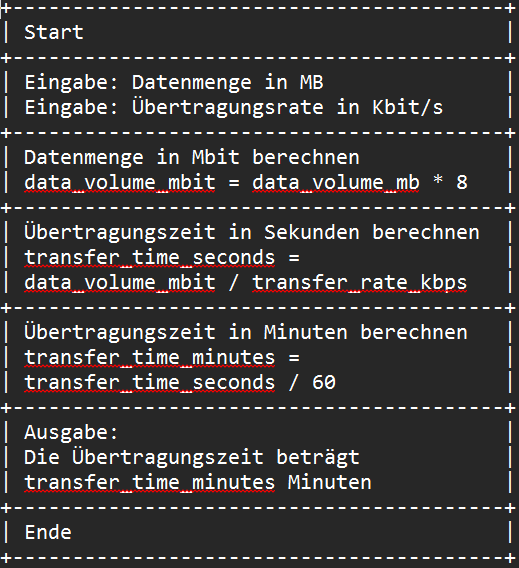 +-----------------------------------------+
| Start |
+-----------------------------------------+
| Eingabe: Datenmenge in MB |
| Eingabe: Übertragungsrate in Kbit/s |
+-----------------------------------------+
| Datenmenge in Mbit berechnen |
| data_volume_mbit = data_volume_mb * 8 |
+-----------------------------------------+
| Übertragungszeit in Sekunden berechnen |
| transfer_time_seconds = |
| data_volume_mbit / transfer_rate_kbps |
+-----------------------------------------+
| Übertragungszeit in Minuten berechnen |
| transfer_time_minutes = |
| transfer_time_seconds / 60 |
+-----------------------------------------+
| Ausgabe: |
| Die Übertragungszeit beträgt |
| transfer_time_minutes Minuten |
+-----------------------------------------+
| Ende |
+-----------------------------------------+